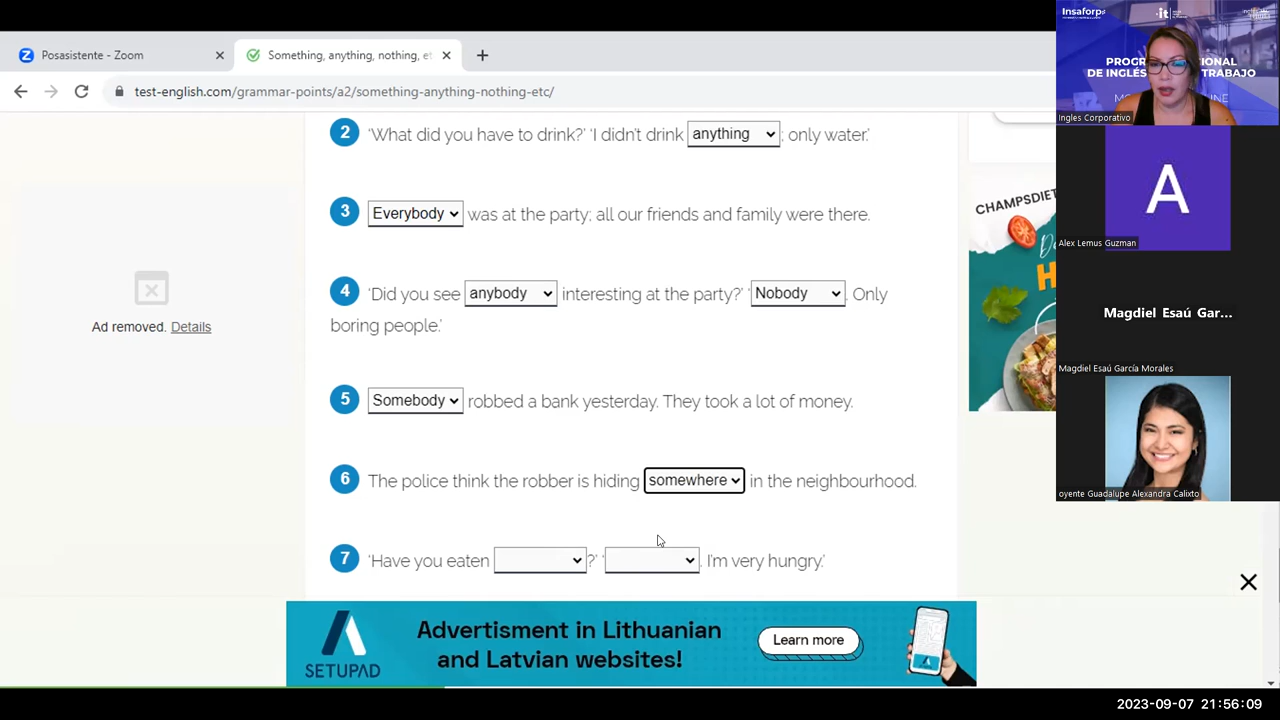 Posasistente - Zoom
Something, anything, nothing, et
test-english.com/grammar-points/a2/something-anything-nothing-etc/
2 'What did you have to drink?' 'I didn't drink anything; only water.'
3 Everybody was at the party; all our friends and family were there.
4 'Did you see anybody interesting at the party?' 'Nobody. Only
boring people.'
5 Somebody robbed a bank yesterday. They took a lot of money.
6 The police think the robber is hiding somewhere in the neighbourhood.
7 'Have you eaten ?' ' . I'm very hungry.'
Ad removed. Details
CHAMPSDIET
SETUPAD
Advertisment in Lithuanian
and Latvian websites!
Learn more
Insaforp
it
PROGR IONAL
DE INGLÉS TRABAJO
Ingles Corporativo
A
Alex Lemus Guzman
Magdiel Esaú Gar...
Magdiel Esaú García Morales
oyente Guadalupe Alexandra Calixto
2023-09-07 21:56:09